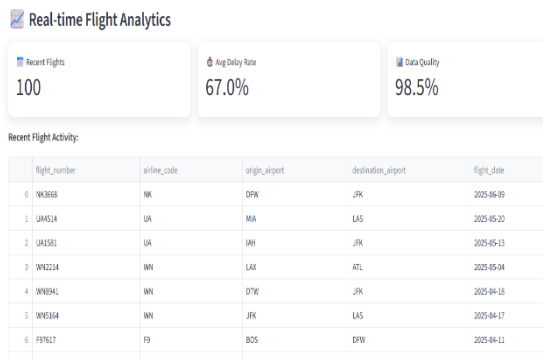 Real-time Flight Analytics
Recent Flights Avg Delay Rate Data Quality
100 67.0% 98.5%
Recent Flight Activity:
flight_number airline_code origin_airport destination_airport flight_date
0 NK3668 NK DFW JFK 2025-06-09
1 UA4514 UA MIA LAS 2025-05-20
2 UA1581 UA IAH JFK 2025-05-13
3 WN2214 WN LAX ATL 2025-05-04
4 WN8941 WN DTW JFK 2025-04-18
5 WN5164 WN JFK LAS 2025-04-17
6 F97617 F9 BOS DFW 2025-04-11